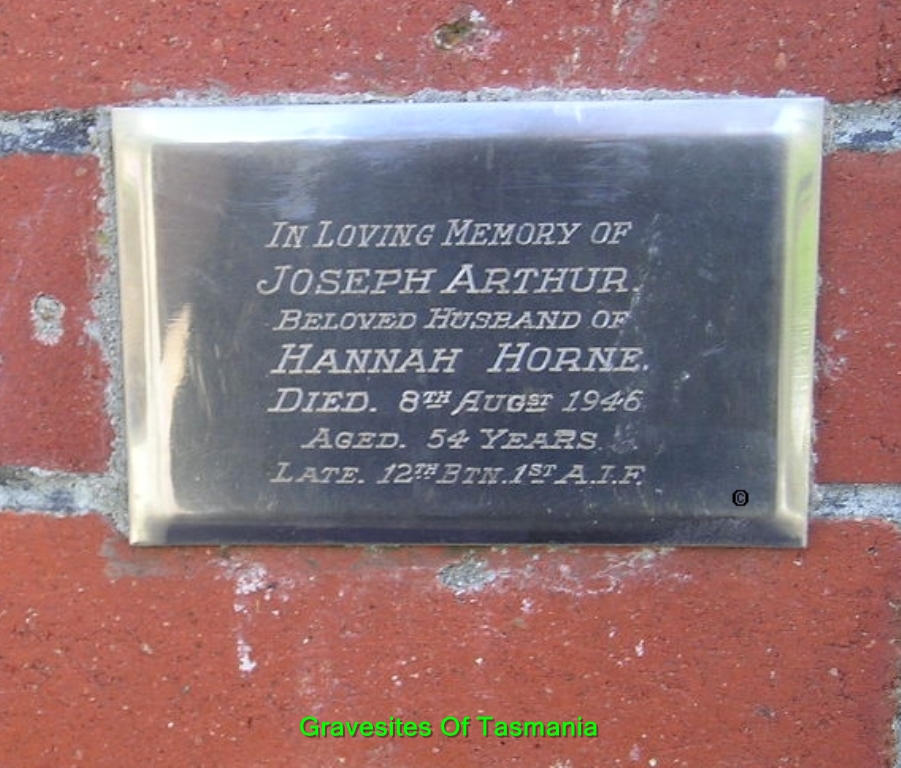 IN LOVING MEMORY OF
JOSEPH ARTHUR.
BELOVED HUSBAND OF
HANNAH HORNE.
DIED. 8TH AUGST 1946
AGED. 54 YEARS
LATE. 12TH BTN. 1ST A.I.F.
©
Gravesites Of Tasmania